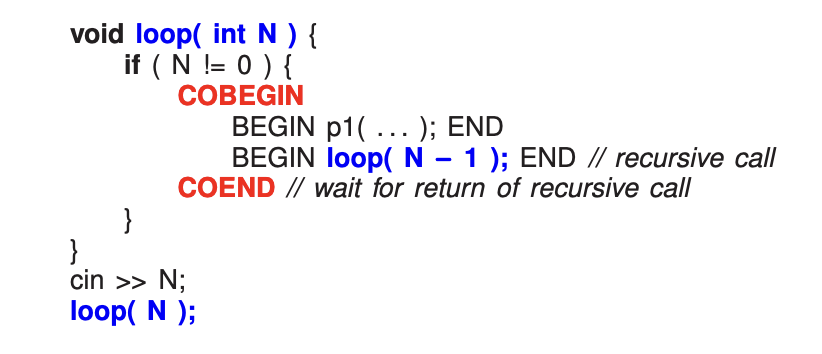 void loop( int N ) {
if ( N != 0 ) {
COBEGIN
BEGIN p1( ... ); END
BEGIN loop( N – 1 ); END // recursive call
COEND // wait for return of recursive call
}
}
cin >> N;
loop( N );